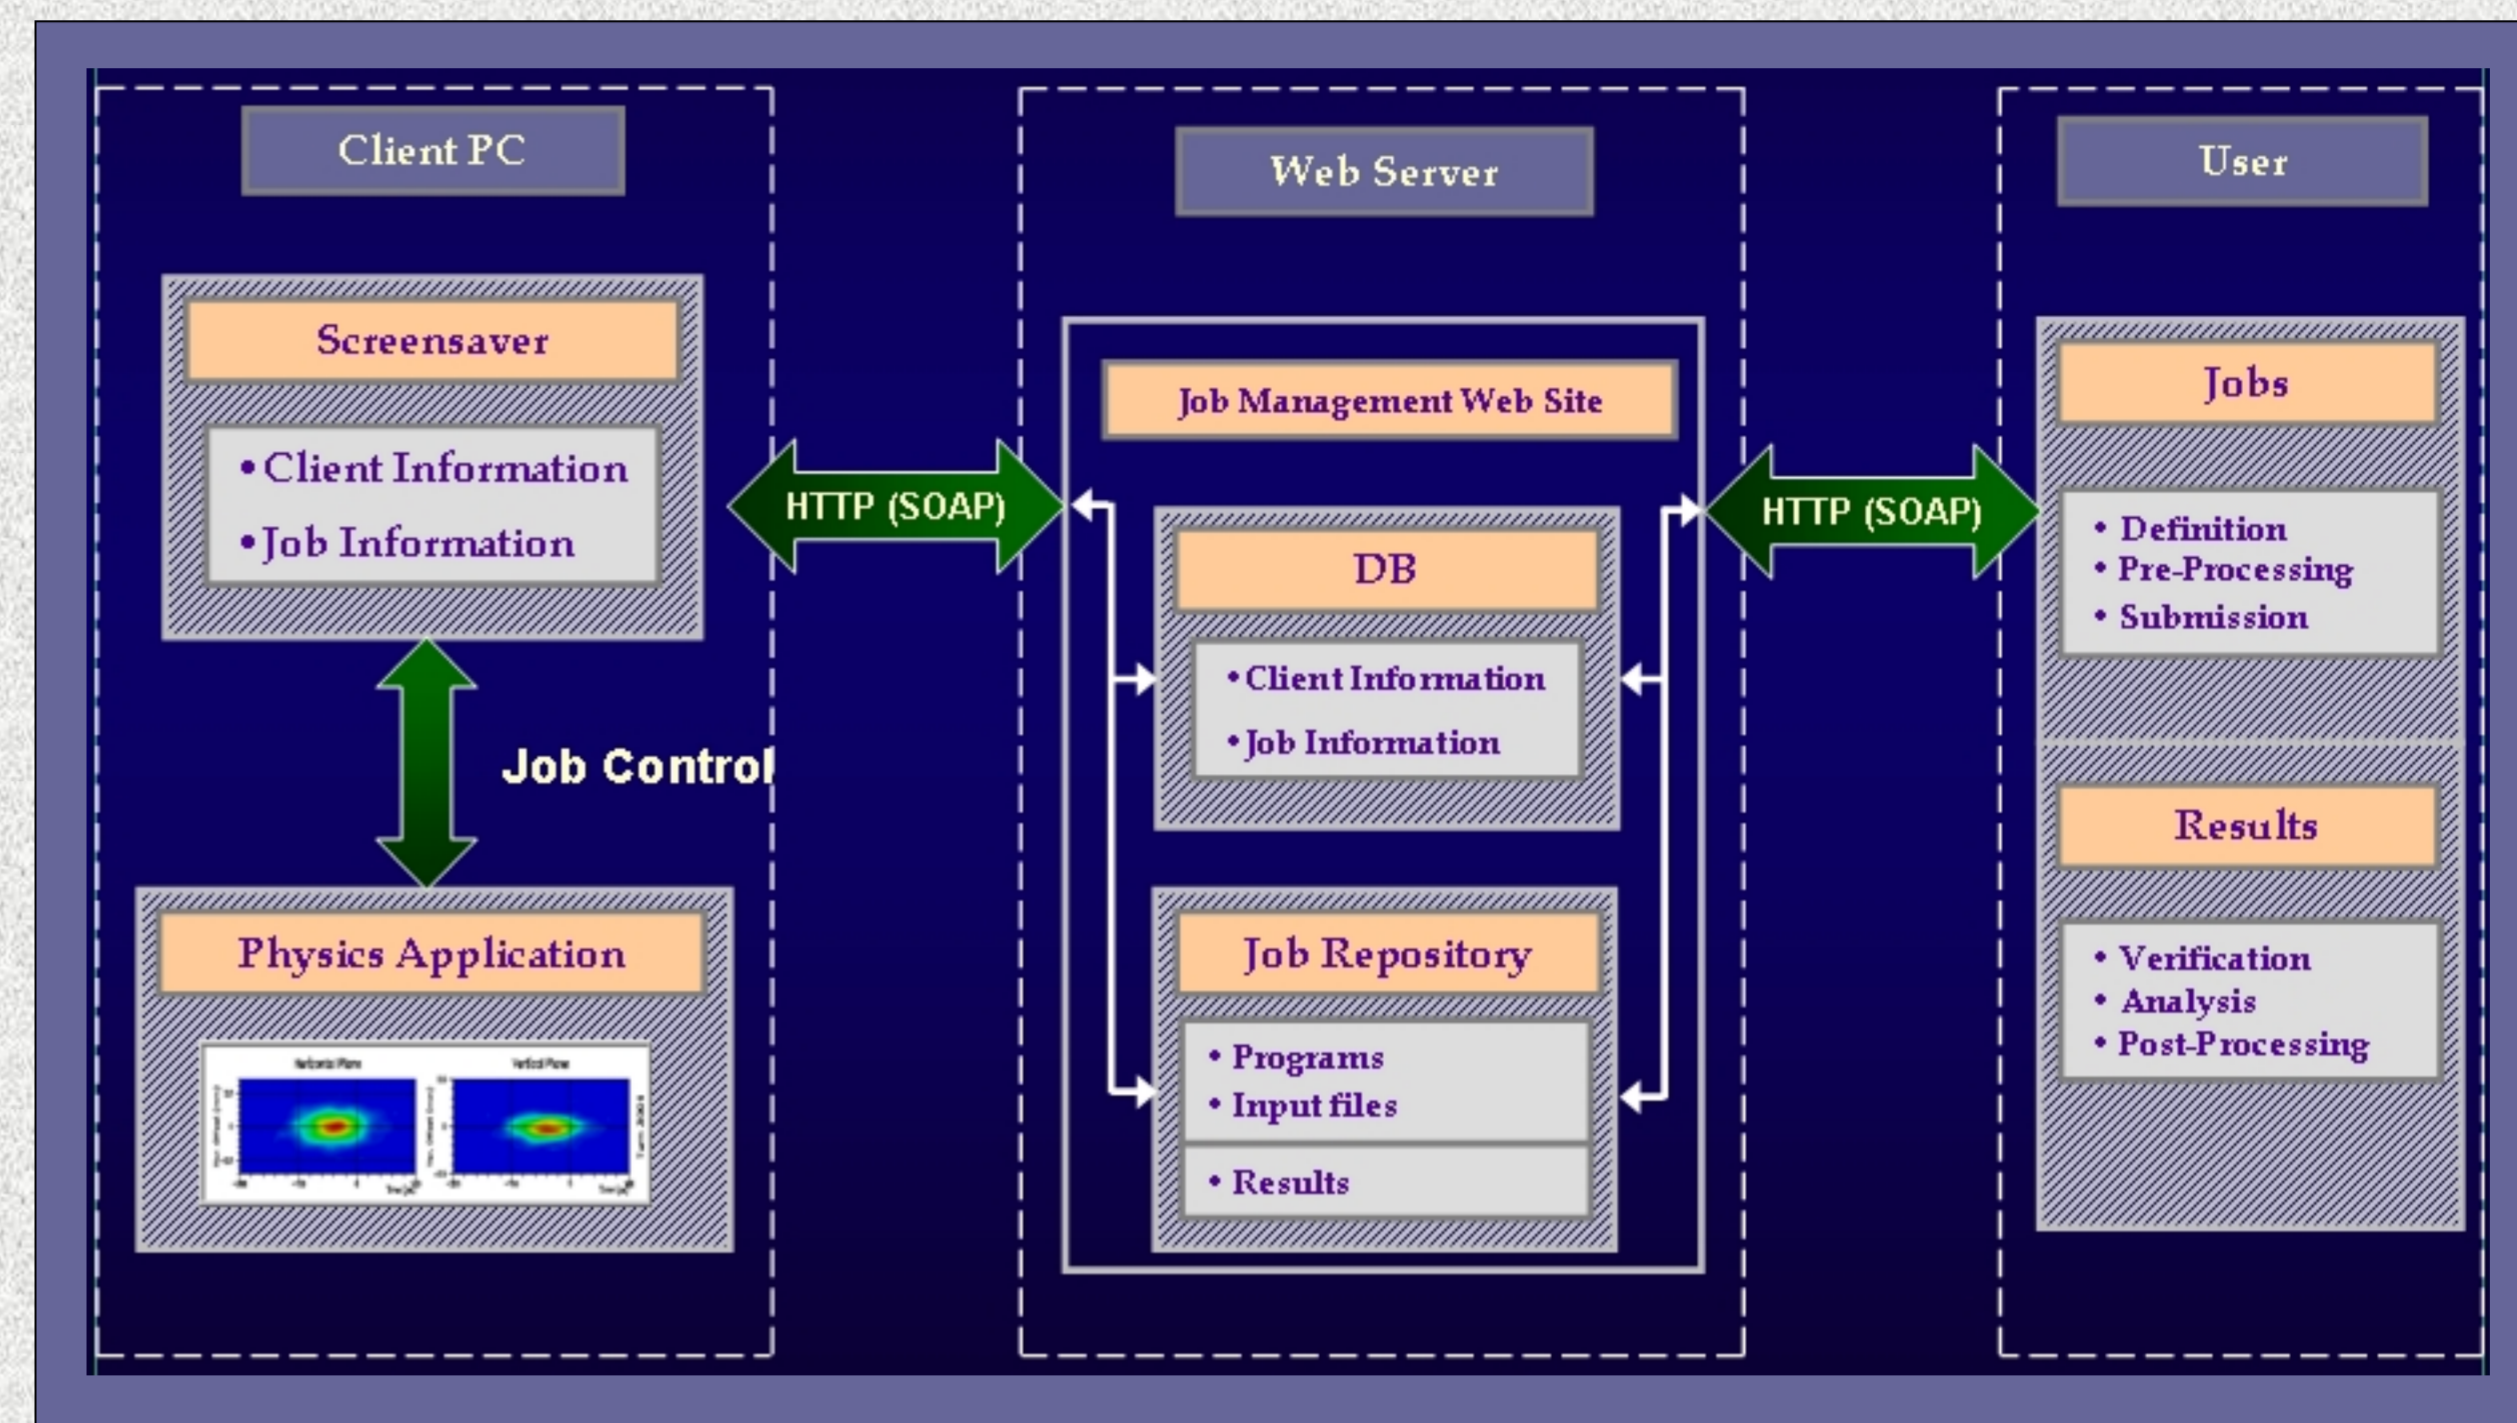 Client PC
Screensaver
•Client Information
•Job Information
Job Control
Physics Application
HTTP (SOAP)
Web Server
Job Management Web Site
DB
•Client Information
•Job Information
Job Repository
• Programs
• Input files
• Results
HTTP (SOAP)
User
Jobs
• Definition
• Pre-Processing
• Submission
Results
• Verification
• Analysis
• Post-Processing